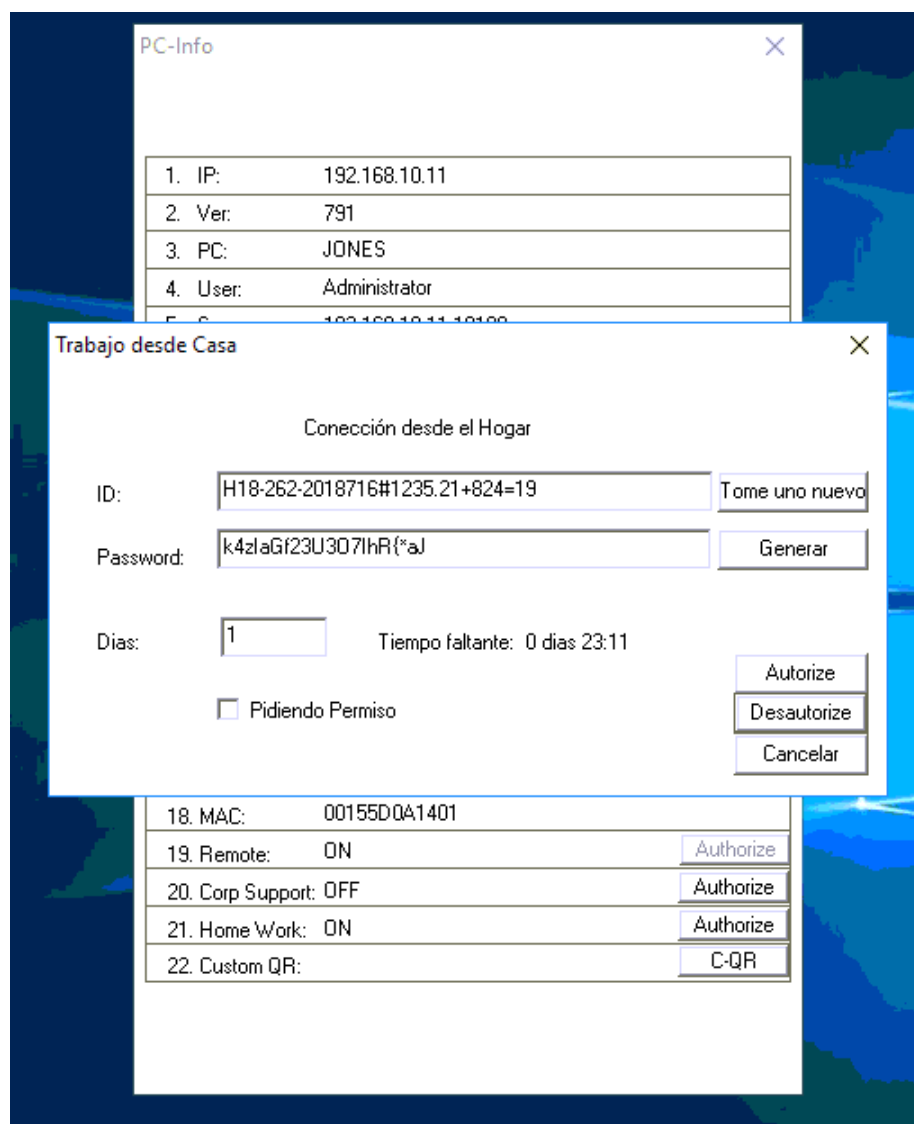 PC-Info
1. IP: 192.168.10.11
2. Ver: 791
3. PC: JONES
4. User: Administrator
Trabajo desde Casa
Conección desde el Hogar
ID: H18-262-2018716#1235.21+824=19 Tome uno nuevo
Password: k4zlaGf23U3O7lhR{*aJ Generar
Dias: 1 Tiempo faltante: 0 dias 23:11
Autorize
Pidiendo Permiso Desautorize
Cancelar
18. MAC: 00155D0A1401
19. Remote: ON Authorize
20. Corp Support: OFF Authorize
21. Home Work: ON Authorize
22. Custom QR: C-QR